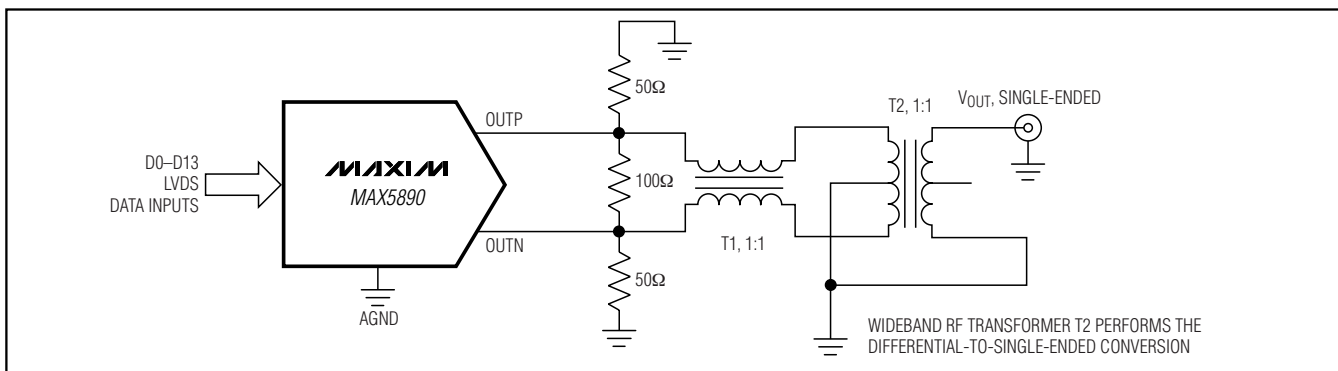 50Ω
T2, 1:1
V_OUT, SINGLE-ENDED
OUTP
D0–D13
LVDS
DATA INPUTS
MAXIM
MAX5890
100Ω
OUTN
T1, 1:1
50Ω
AGND
WIDEBAND RF TRANSFORMER T2 PERFORMS THE
DIFFERENTIAL-TO-SINGLE-ENDED CONVERSION